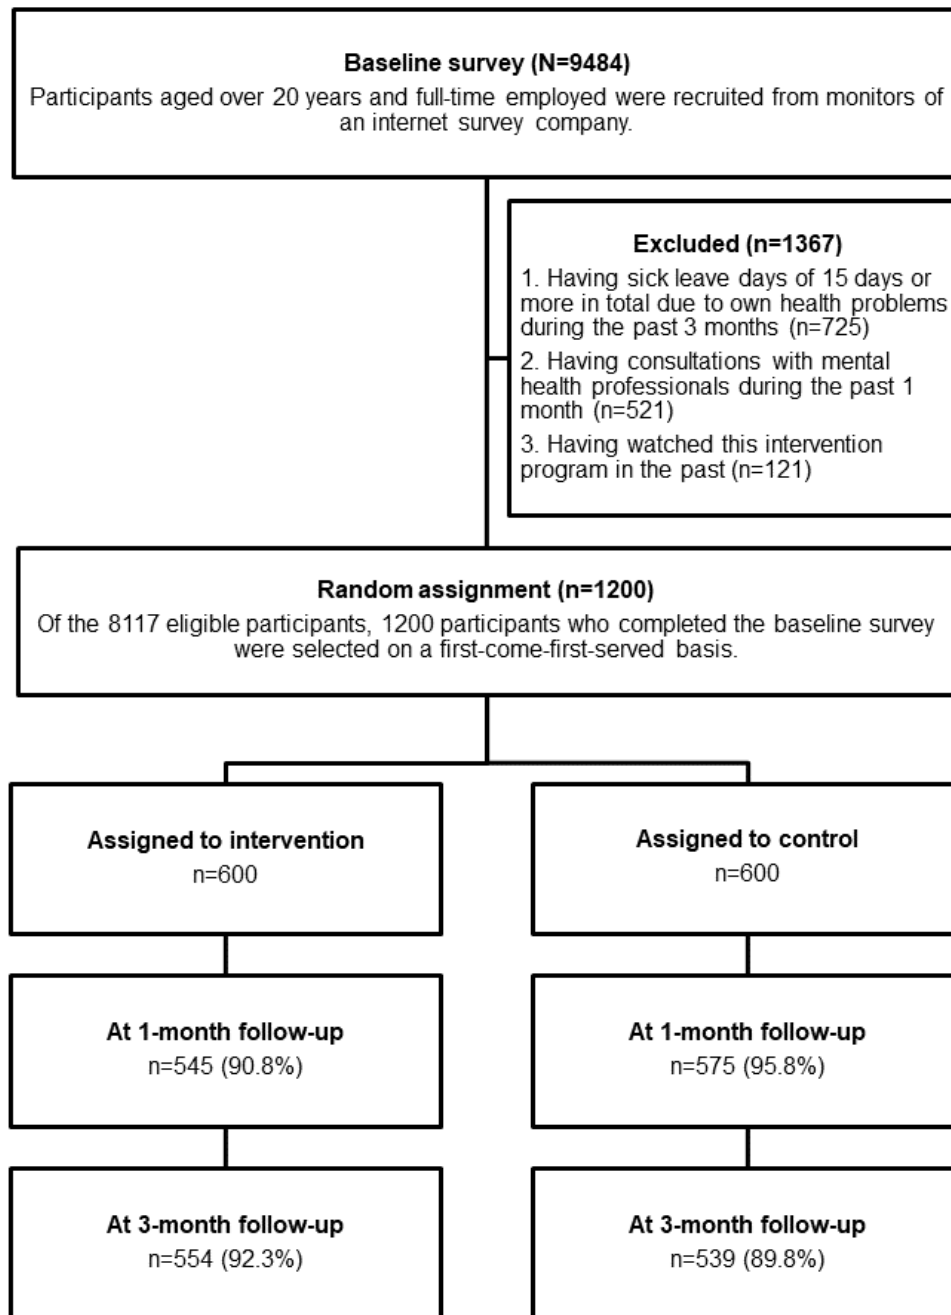 Baseline survey (N=9484)
Participants aged over 20 years and full-time employed were recruited from monitors of
an internet survey company.
Excluded (n=1367)
1. Having sick leave days of 15 days or
more in total due to own health problems
during the past 3 months (n=725)
2. Having consultations with mental
health professionals during the past 1
month (n=521)
3. Having watched this intervention
program in the past (n=121)
Random assignment (n=1200)
Of the 8117 eligible participants, 1200 participants who completed the baseline survey
were selected on a first-come-first-served basis.
Assigned to intervention
n=600
Assigned to control
n=600
At 1-month follow-up
n=545 (90.8%)
At 1-month follow-up
n=575 (95.8%)
At 3-month follow-up
n=554 (92.3%)
At 3-month follow-up
n=539 (89.8%)